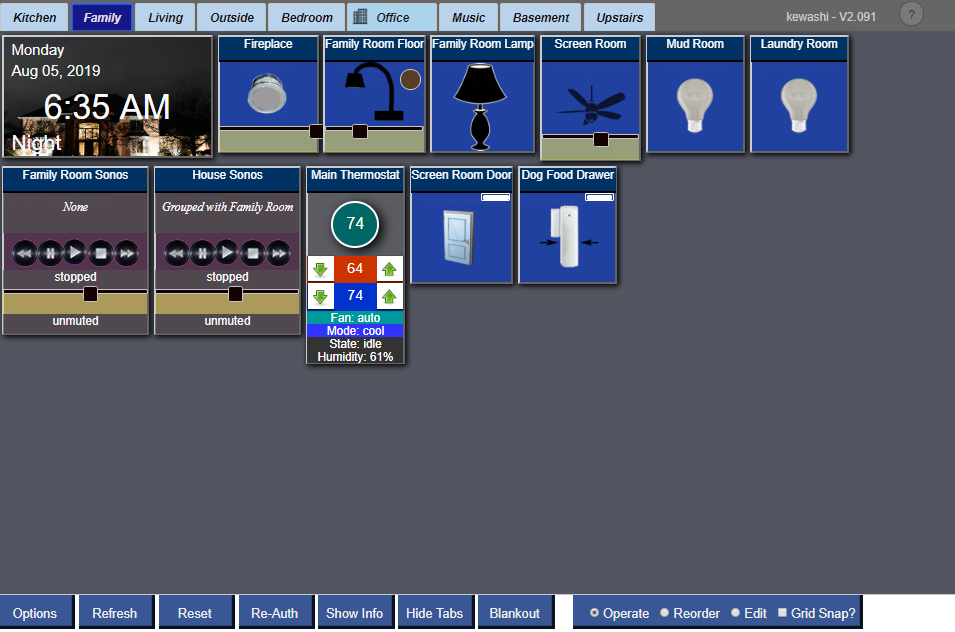 Kitchen
Family
Living
Outside
Bedroom
Office
Music
Basement
Upstairs
kewashi - V2.091
?
Monday
Aug 05, 2019
6:35 AM
Night
Fireplace
Family Room Floor
Family Room Lamp
Screen Room
Mud Room
Laundry Room
Family Room Sonos
None
stopped
unmuted
House Sonos
Grouped with Family Room
stopped
unmuted
Main Thermostat
74
64
74
Fan: auto
Mode: cool
State: idle
Humidity: 61%
Screen Room Door
Dog Food Drawer
Options
Refresh
Reset
Re-Auth
Show Info
Hide Tabs
Blankout
Operate
Reorder
Edit
Grid Snap?